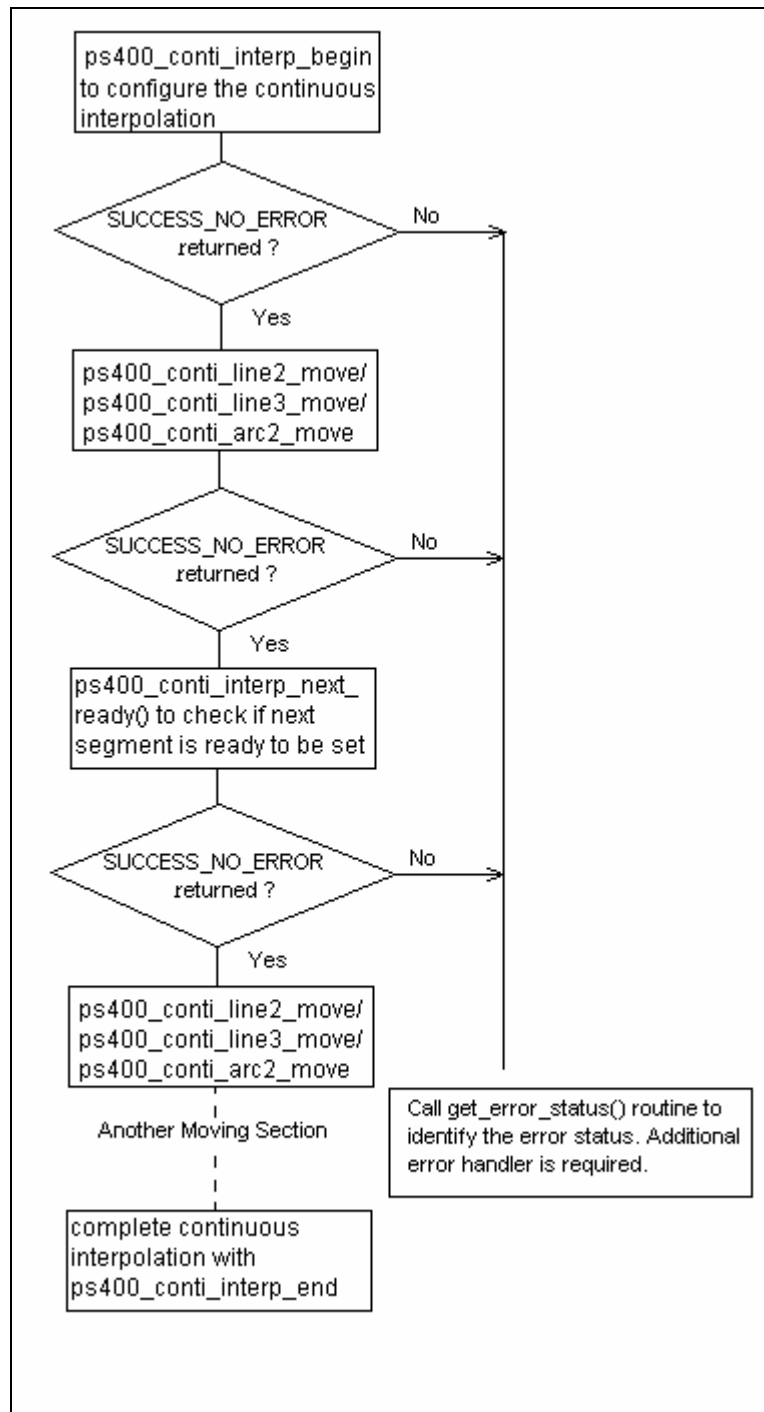 ps400_conti_interp_begin
to configure the continuous
interpolation
SUCCESS_NO_ERROR
returned ?
No
Yes
ps400_conti_line2_move/
ps400_conti_line3_move/
ps400_conti_arc2_move
SUCCESS_NO_ERROR
returned ?
No
Yes
ps400_conti_interp_next_
ready() to check if next
segment is ready to be set
SUCCESS_NO_ERROR
returned ?
No
Yes
ps400_conti_line2_move/
ps400_conti_line3_move/
ps400_conti_arc2_move
Call get_error_status() routine to
identify the error status. Additional
error handler is required.
Another Moving Section
complete continuous
interpolation with
ps400_conti_interp_end